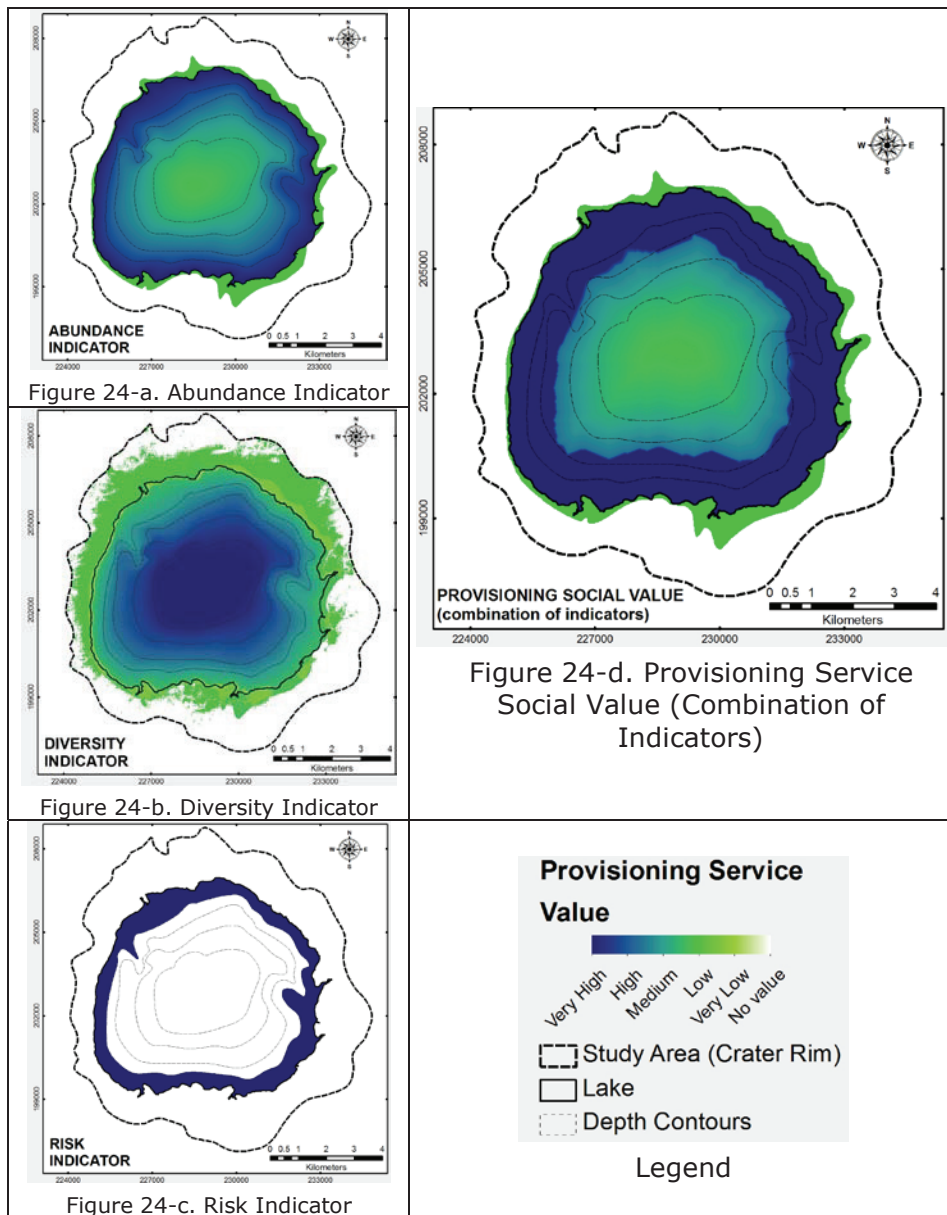 208000
205000
202000
199000
N
W E
S
ABUNDANCE
INDICATOR
0 0.5 1 2 3 4
Kilometers
224000 227000 230000 233000
Figure 24-a. Abundance Indicator
208000
205000
202000
199000
N
W E
S
DIVERSITY
INDICATOR
0 0.5 1 2 3 4
Kilometers
224000 227000 230000 233000
Figure 24-b. Diversity Indicator
208000
205000
202000
199000
N
W E
S
RISK
INDICATOR
0 0.5 1 2 3 4
Kilometers
224000 227000 230000 233000
Figure 24-c. Risk Indicator
208000
205000
202000
199000
N
W E
S
PROVISIONING SOCIAL VALUE
(combination of indicators)
0 0.5 1 2 3 4
Kilometers
224000 227000 230000 233000
Figure 24-d. Provisioning Service
Social Value (Combination of
Indicators)
Provisioning Service
Value
Very High
High
Medium
Low
Very Low
No value
Study Area (Crater Rim)
Lake
Depth Contours
Legend